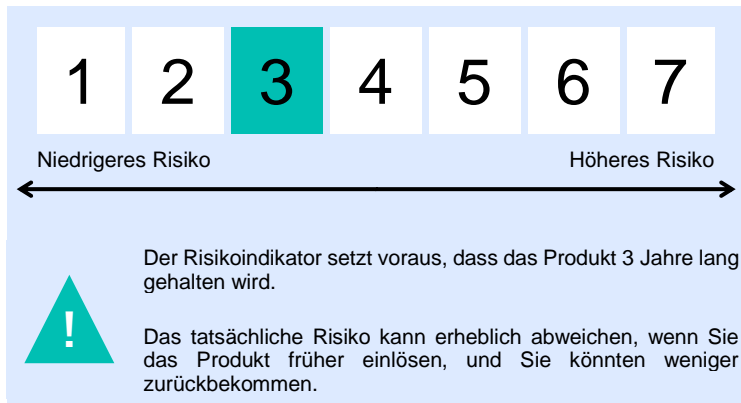 1 2 3 4 5 6 7
Niedrigeres Risiko Höheres Risiko
Der Risikoindikator setzt voraus, dass das Produkt 3 Jahre lang
gehalten wird.
!
Das tatsächliche Risiko kann erheblich abweichen, wenn Sie
das Produkt früher einlösen, und Sie könnten weniger
zurückbekommen.